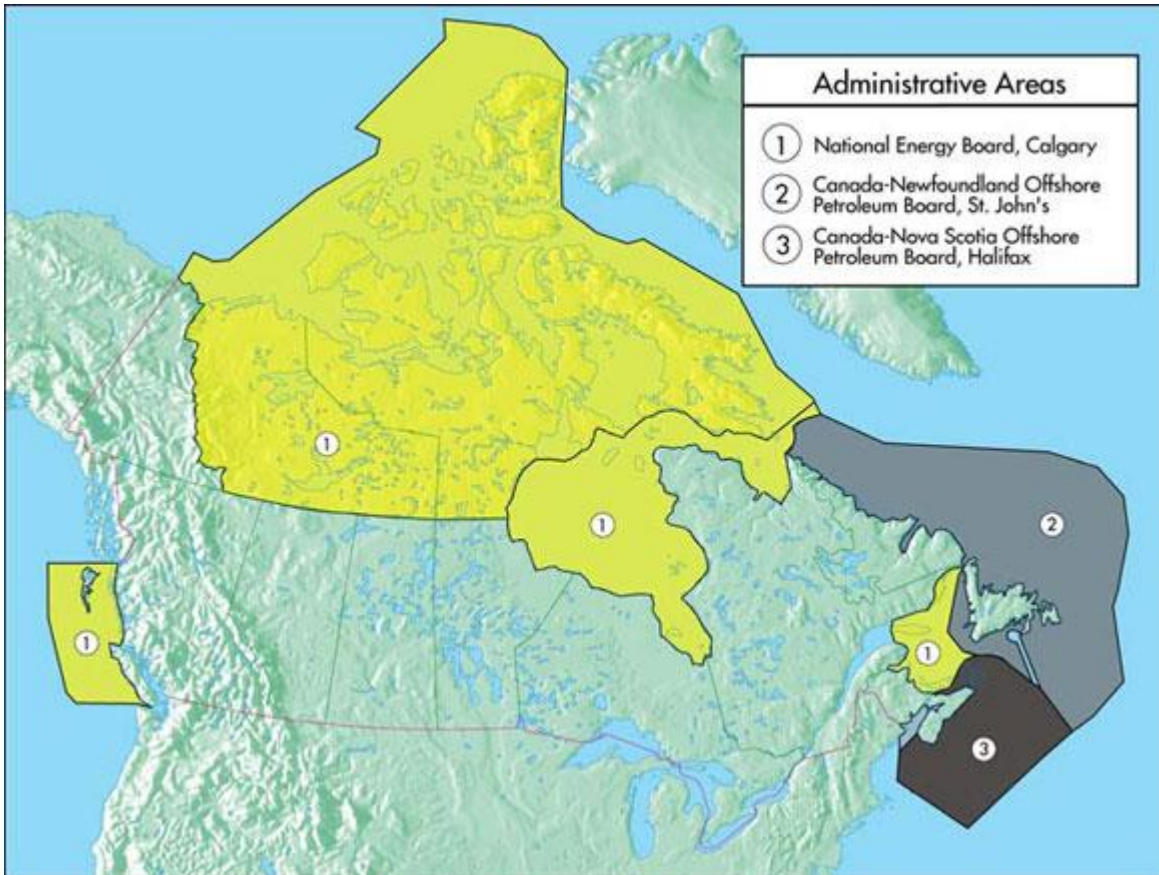 Administrative Areas
1 National Energy Board, Calgary
2 Canada-Newfoundland Offshore
Petroleum Board, St. John's
3 Canada-Nova Scotia Offshore
Petroleum Board, Halifax
1
1
2
1
1
3